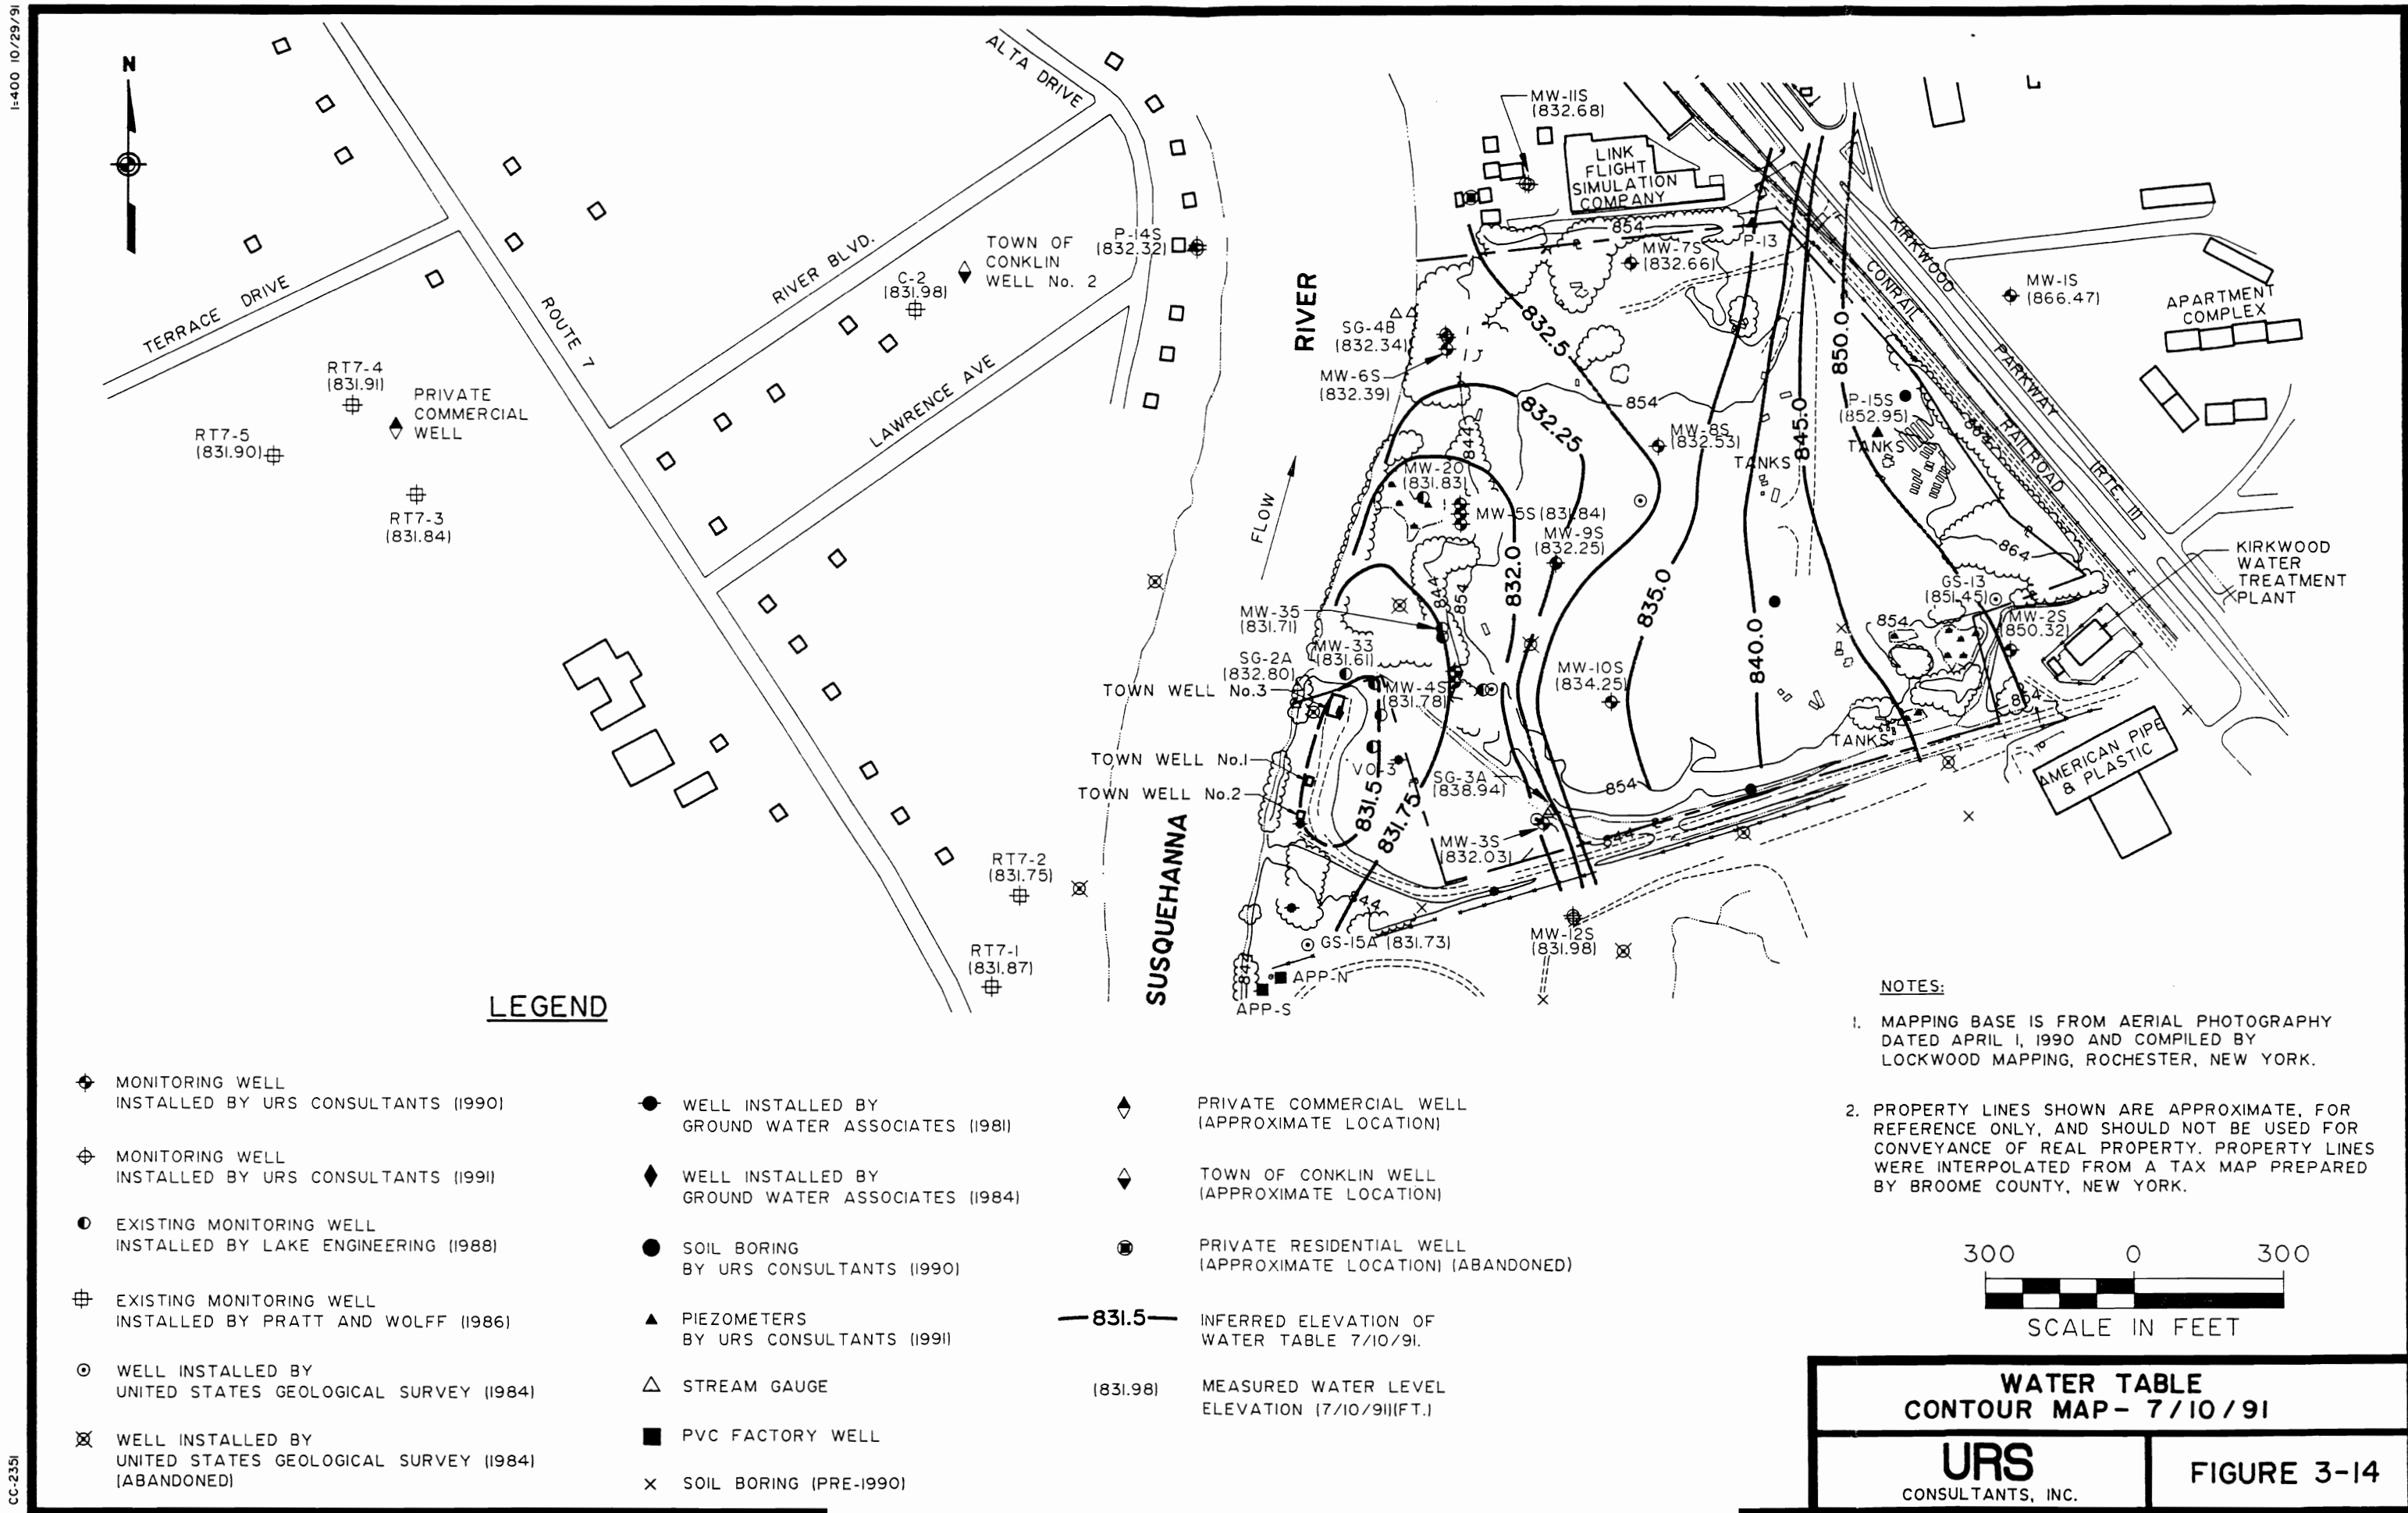 1=400 10/29/91
N
ALTA DRIVE
TERRACE DRIVE
ROUTE 7
RIVER BLVD.
LAWRENCE AVE
C-2
(831.98)
TOWN OF
CONKLIN
WELL No. 2
P-14S
(832.32)
RT7-4
(831.91)
PRIVATE
COMMERCIAL
WELL
RT7-5
(831.90)
RT7-3
(831.84)
RT7-2
(831.75)
RT7-1
(831.87)
SUSQUEHANNA
RIVER
FLOW
MW-11S
(832.68)
LINK
FLIGHT
SIMULATION
COMPANY
854
MW-7S
(832.66)
P-13
KIRKWOOD
PARKWAY
(RTE. 11)
CONRAIL
RAILROAD
MW-1S
(866.47)
APARTMENT
COMPLEX
SG-4B
(832.34)
MW-6S
(832.39)
832.5
832.25
854
850.0
845.0
P-15S
(852.95)
TANKS
TANKS
864
MW-8S
(832.53)
844
MW-20
(831.83)
MW-5S (831.84)
MW-9S
(832.25)
832.0
835.0
840.0
864
KIRKWOOD
WATER
TREATMENT
PLANT
GS-13
(851.45)
MW-2S
(850.32)
854
844
854
MW-35
(831.71)
MW-33
(831.61)
SG-2A
(832.80)
TOWN WELL No.3
MW-4S
(831.78)
MW-10S
(834.25)
854
TANKS
AMERICAN PIPE
& PLASTIC
TOWN WELL No.1
TOWN WELL No.2
VO-3
831.5
831.75
SG-3A
(838.94)
854
844
MW-3S
(832.03)
844
GS-15A (831.73)
MW-12S
(831.98)
844
APP-N
APP-S
LEGEND
MONITORING WELL
INSTALLED BY URS CONSULTANTS (1990)
MONITORING WELL
INSTALLED BY URS CONSULTANTS (1991)
EXISTING MONITORING WELL
INSTALLED BY LAKE ENGINEERING (1988)
EXISTING MONITORING WELL
INSTALLED BY PRATT AND WOLFF (1986)
WELL INSTALLED BY
UNITED STATES GEOLOGICAL SURVEY (1984)
WELL INSTALLED BY
UNITED STATES GEOLOGICAL SURVEY (1984)
(ABANDONED)
WELL INSTALLED BY
GROUND WATER ASSOCIATES (1981)
WELL INSTALLED BY
GROUND WATER ASSOCIATES (1984)
SOIL BORING
BY URS CONSULTANTS (1990)
PIEZOMETERS
BY URS CONSULTANTS (1991)
STREAM GAUGE
PVC FACTORY WELL
SOIL BORING (PRE-1990)
PRIVATE COMMERCIAL WELL
(APPROXIMATE LOCATION)
TOWN OF CONKLIN WELL
(APPROXIMATE LOCATION)
PRIVATE RESIDENTIAL WELL
(APPROXIMATE LOCATION) (ABANDONED)
831.5
INFERRED ELEVATION OF
WATER TABLE 7/10/91.
(831.98)
MEASURED WATER LEVEL
ELEVATION (7/10/91)(FT.)
NOTES:
1. MAPPING BASE IS FROM AERIAL PHOTOGRAPHY
DATED APRIL 1, 1990 AND COMPILED BY
LOCKWOOD MAPPING, ROCHESTER, NEW YORK.
2. PROPERTY LINES SHOWN ARE APPROXIMATE, FOR
REFERENCE ONLY, AND SHOULD NOT BE USED FOR
CONVEYANCE OF REAL PROPERTY. PROPERTY LINES
WERE INTERPOLATED FROM A TAX MAP PREPARED
BY BROOME COUNTY, NEW YORK.
300 0 300
SCALE IN FEET
WATER TABLE
CONTOUR MAP- 7/10/91
URS
CONSULTANTS, INC.
FIGURE 3-14
CC-2351